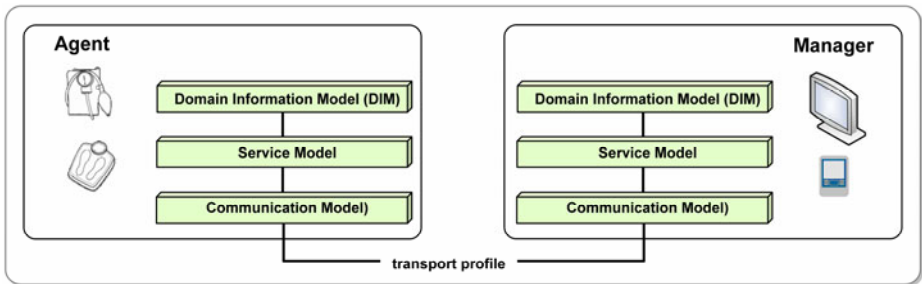 Agent
Manager
Domain Information Model (DIM)
Domain Information Model (DIM)
Service Model
Service Model
Communication Model)
Communication Model)
transport profile